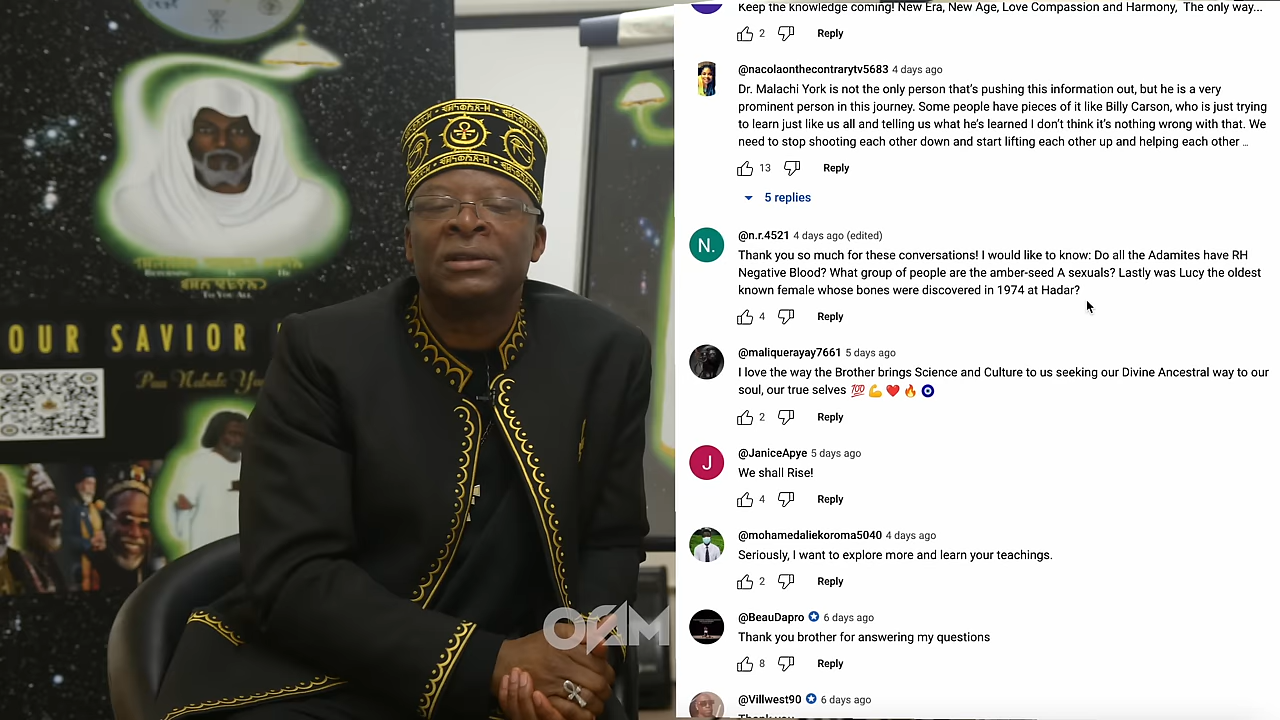 RETURNING
TO YOU ALL
OUR SAVIOR
Paa Nabab
OFAM
Keep the knowledge coming! New Era, New Age, Love Compassion and Harmony, The only way...
2
Reply
@nacolaonthecontrarytv5683 4 days ago
Dr. Malachi York is not the only person that's pushing this information out, but he is a very
prominent person in this journey. Some people have pieces of it like Billy Carson, who is just trying
to learn just like us all and telling us what he's learned I don't think it's nothing wrong with that. We
need to stop shooting each other down and start lifting each other up and helping each other ...
13
Reply
5 replies
N.
@n.r.4521 4 days ago (edited)
Thank you so much for these conversations! I would like to know: Do all the Adamites have RH
Negative Blood? What group of people are the amber-seed A sexuals? Lastly was Lucy the oldest
known female whose bones were discovered in 1974 at Hadar?
4
Reply
@maliquerayay7661 5 days ago
I love the way the Brother brings Science and Culture to us seeking our Divine Ancestral way to our
soul, our true selves 💯 💪 ❤️ 🔥 🧿
2
Reply
J
@JaniceApye 5 days ago
We shall Rise!
4
Reply
@mohamedaliekoroma5040 4 days ago
Seriously, I want to explore more and learn your teachings.
2
Reply
@BeauDapro 6 days ago
Thank you brother for answering my questions
8
Reply
@Villwest90 6 days ago
Thank you